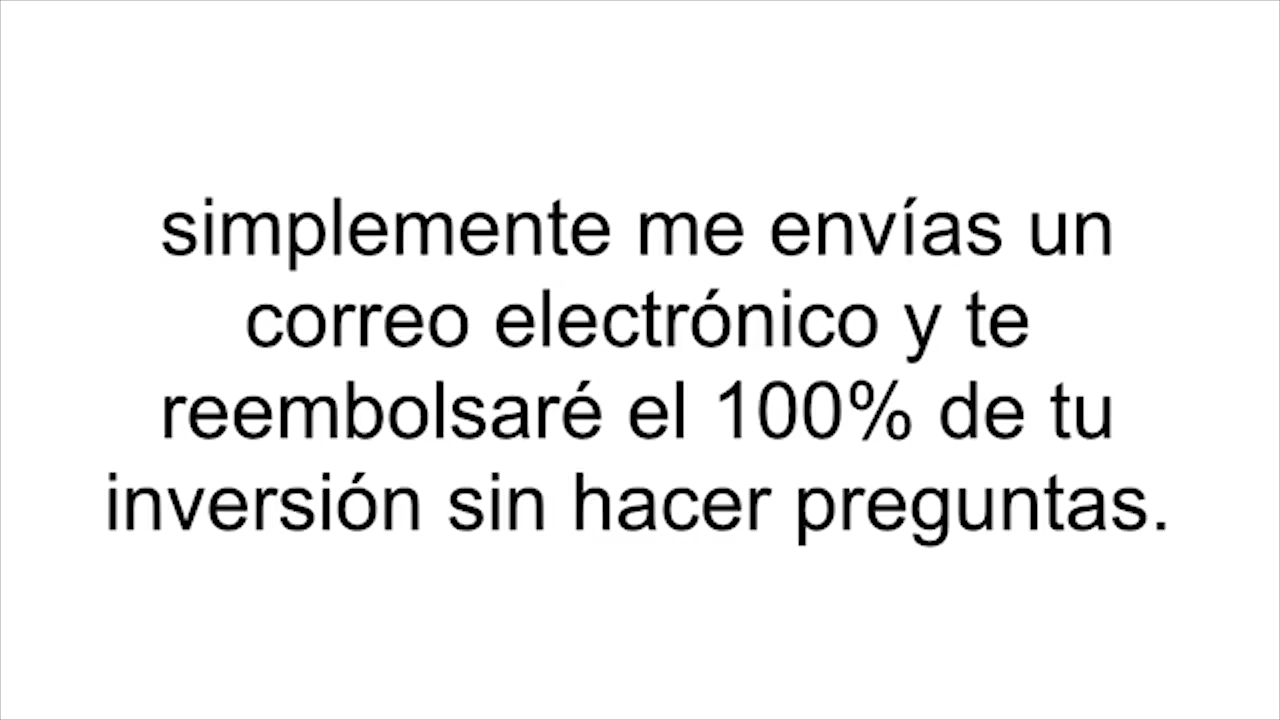 simplemente me envías un
correo electrónico y te
reembolsaré el 100% de tu
inversión sin hacer preguntas.